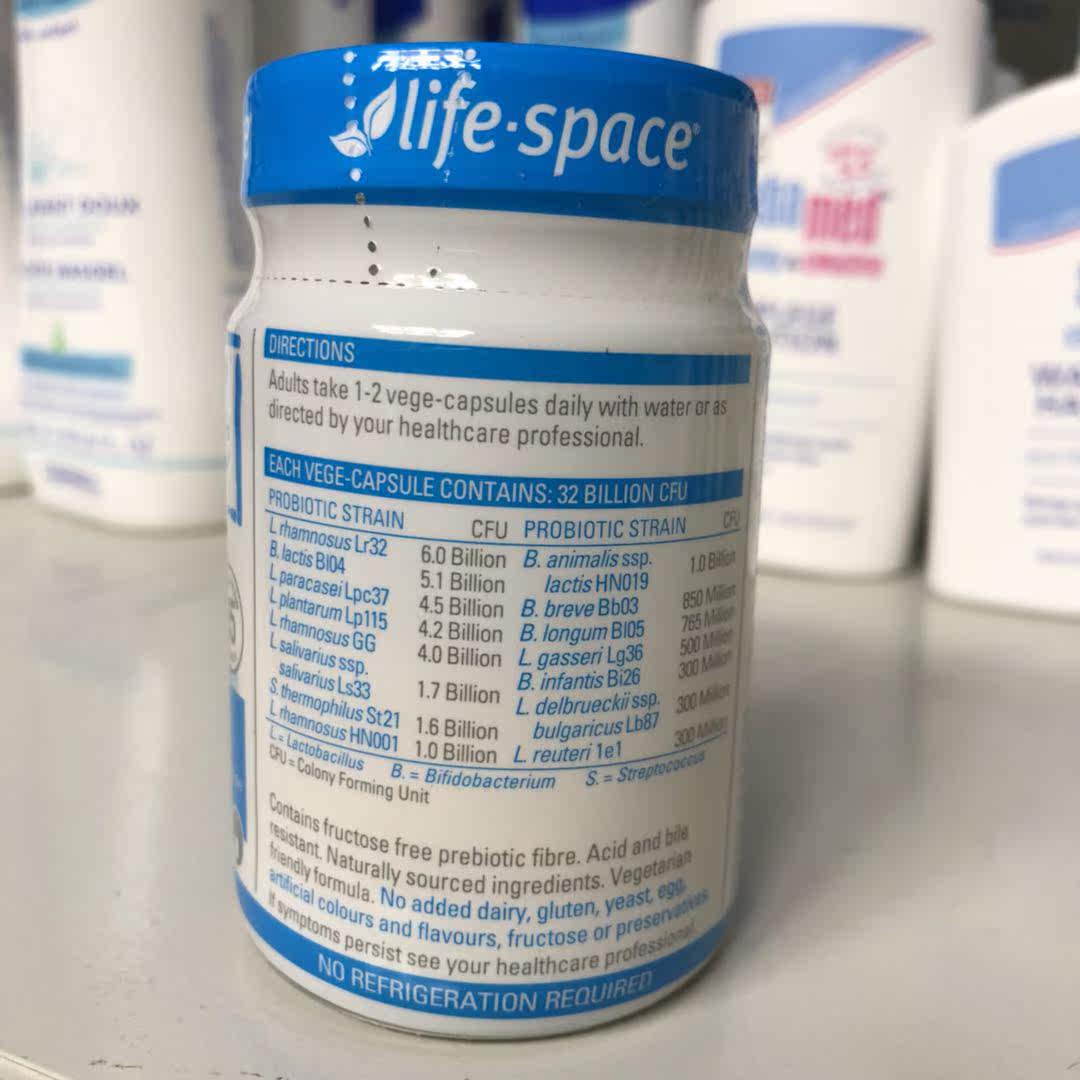 life·space
DIRECTIONS
Adults take 1-2 vege-capsules daily with water or as
directed by your healthcare professional.
EACH VEGE-CAPSULE CONTAINS: 32 BILLION CFU
PROBIOTIC STRAIN CFU PROBIOTIC STRAIN CFU
L rhamnosus Lr32 6.0 Billion
B. lactis Bl04 5.1 Billion
L paracasei Lpc37 4.5 Billion
L plantarum Lp115 4.2 Billion
L rhamnosus GG 4.0 Billion
L salivarius ssp.
salivarius Ls33 1.7 Billion
S. thermophilus St21 1.6 Billion
L rhamnosus HN001 1.0 Billion
B. animalis ssp.
lactis HN019 1.0 Billion
B. breve Bb03 850 Million
B. longum Bl05 765 Million
L. gasseri Lg36 500 Million
B. infantis Bi26 300 Million
L. delbrueckii ssp.
bulgaricus Lb87 300 Million
L. reuteri 1e1 300 Million
L = Lactobacillus B. = Bifidobacterium S. = Streptococcus
CFU = Colony Forming Unit
Contains fructose free prebiotic fibre. Acid and bile
resistant. Naturally sourced ingredients. Vegetarian
friendly formula. No added dairy, gluten, yeast, egg,
artificial colours and flavours, fructose or preservatives.
If symptoms persist see your healthcare professional.
NO REFRIGERATION REQUIRED
med